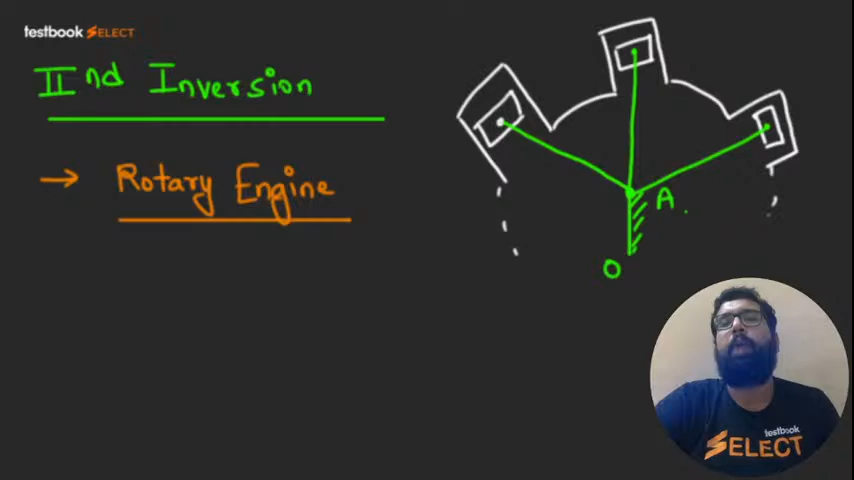 testbook SELECT
IInd Inversion
→ Rotary Engine
A
O
testbook
SELECT